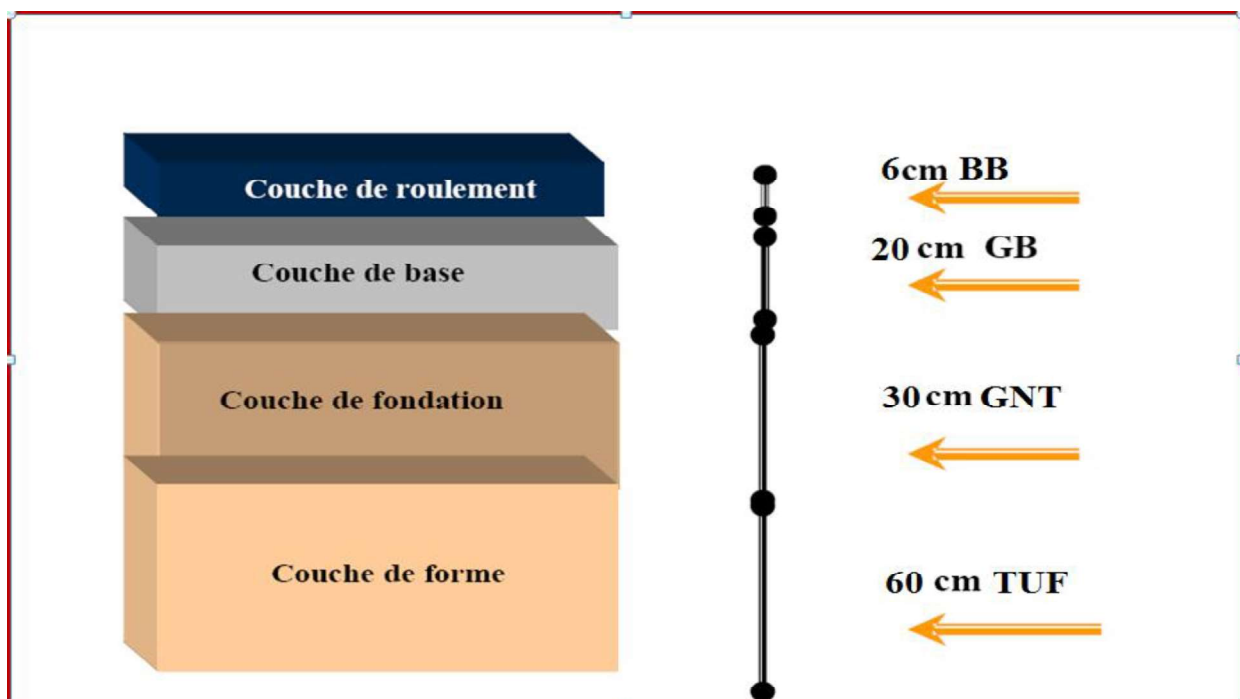 6cm BB
Couche de roulement
20 cm GB
Couche de base
30 cm GNT
Couche de fondation
60 cm TUF
Couche de forme